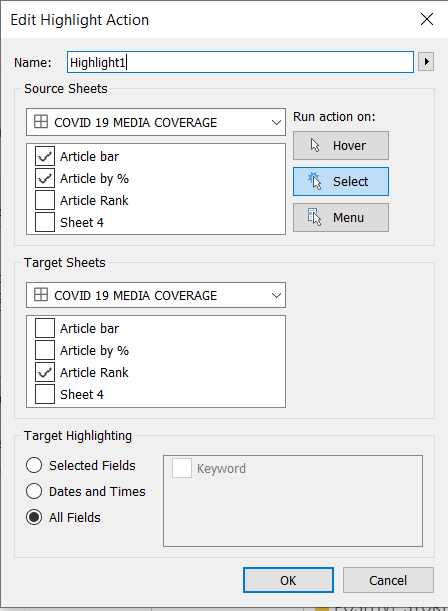 Edit Highlight Action
Name: Highlight1
Source Sheets
COVID 19 MEDIA COVERAGE
Run action on:
Article bar
Article by %
Article Rank
Sheet 4
Hover
Select
Menu
Target Sheets
COVID 19 MEDIA COVERAGE
Article bar
Article by %
Article Rank
Sheet 4
Target Highlighting
Selected Fields
Dates and Times
All Fields
Keyword
OK Cancel